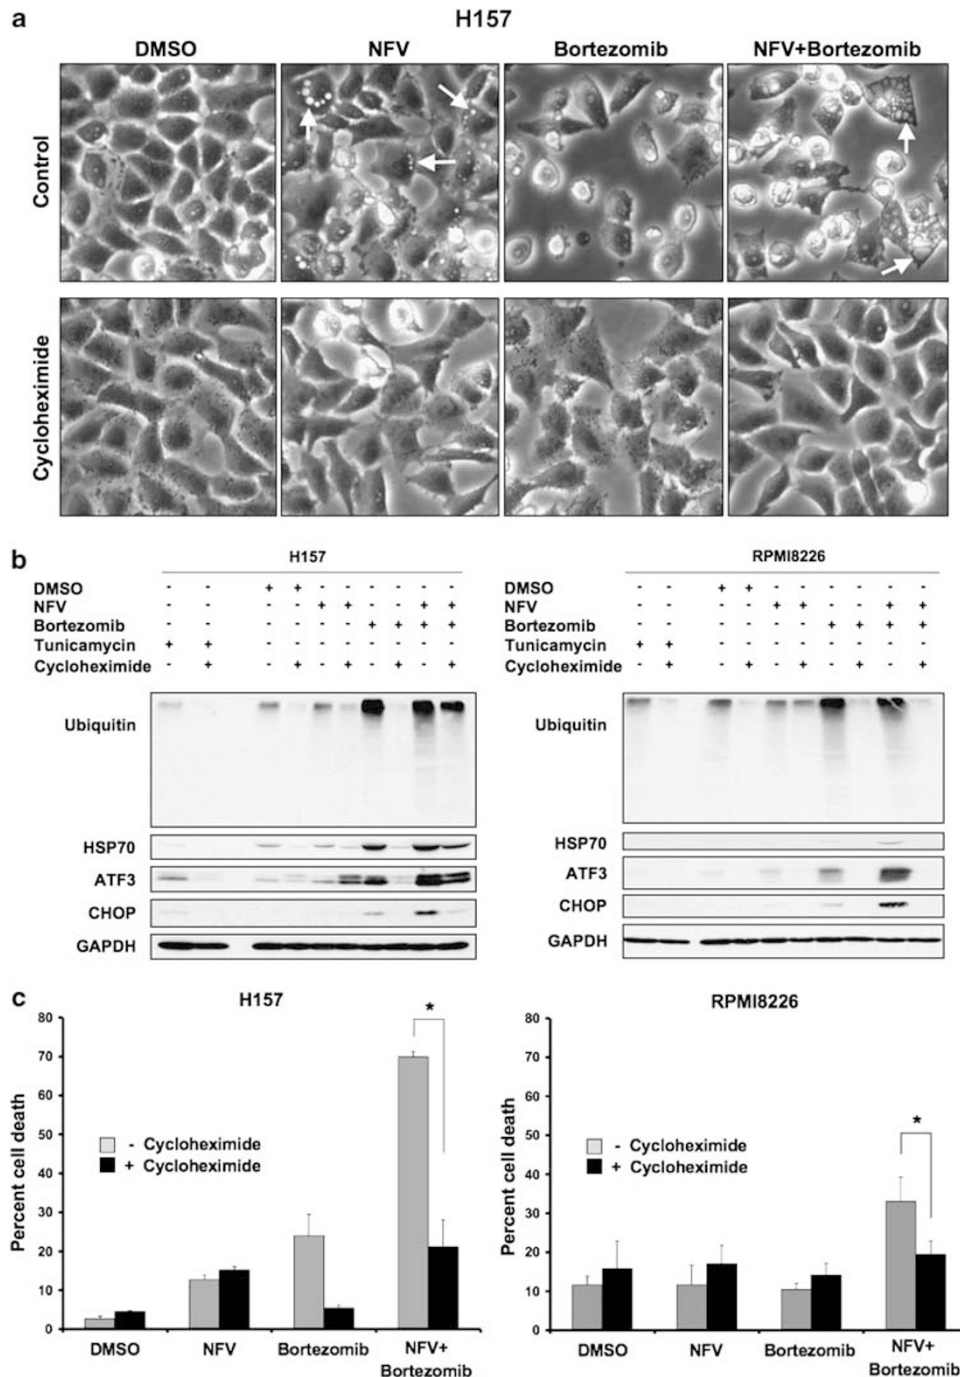 a
H157
DMSO NFV Bortezomib NFV+Bortezomib
Control
Cycloheximide
b
H157
DMSO - - + + - - - - - -
NFV - - - - + + - - + +
Bortezomib - - - - - - + + + +
Tunicamycin + + - - - - - - - -
Cycloheximide - + - + - + - + - +
Ubiquitin
HSP70
ATF3
CHOP
GAPDH
RPMI8226
DMSO - - + + - - - - - -
NFV - - - - + + - - + +
Bortezomib - - - - - - + + + +
Tunicamycin + + - - - - - - - -
Cycloheximide - + - + - + - + - +
Ubiquitin
HSP70
ATF3
CHOP
GAPDH
c
H157
Percent cell death
80
70
60
50
40
30
20
10
0
*
- Cycloheximide
+ Cycloheximide
DMSO NFV Bortezomib NFV+
Bortezomib
RPMI8226
Percent cell death
80
70
60
50
40
30
20
10
0
*
- Cycloheximide
+ Cycloheximide
DMSO NFV Bortezomib NFV+
Bortezomib